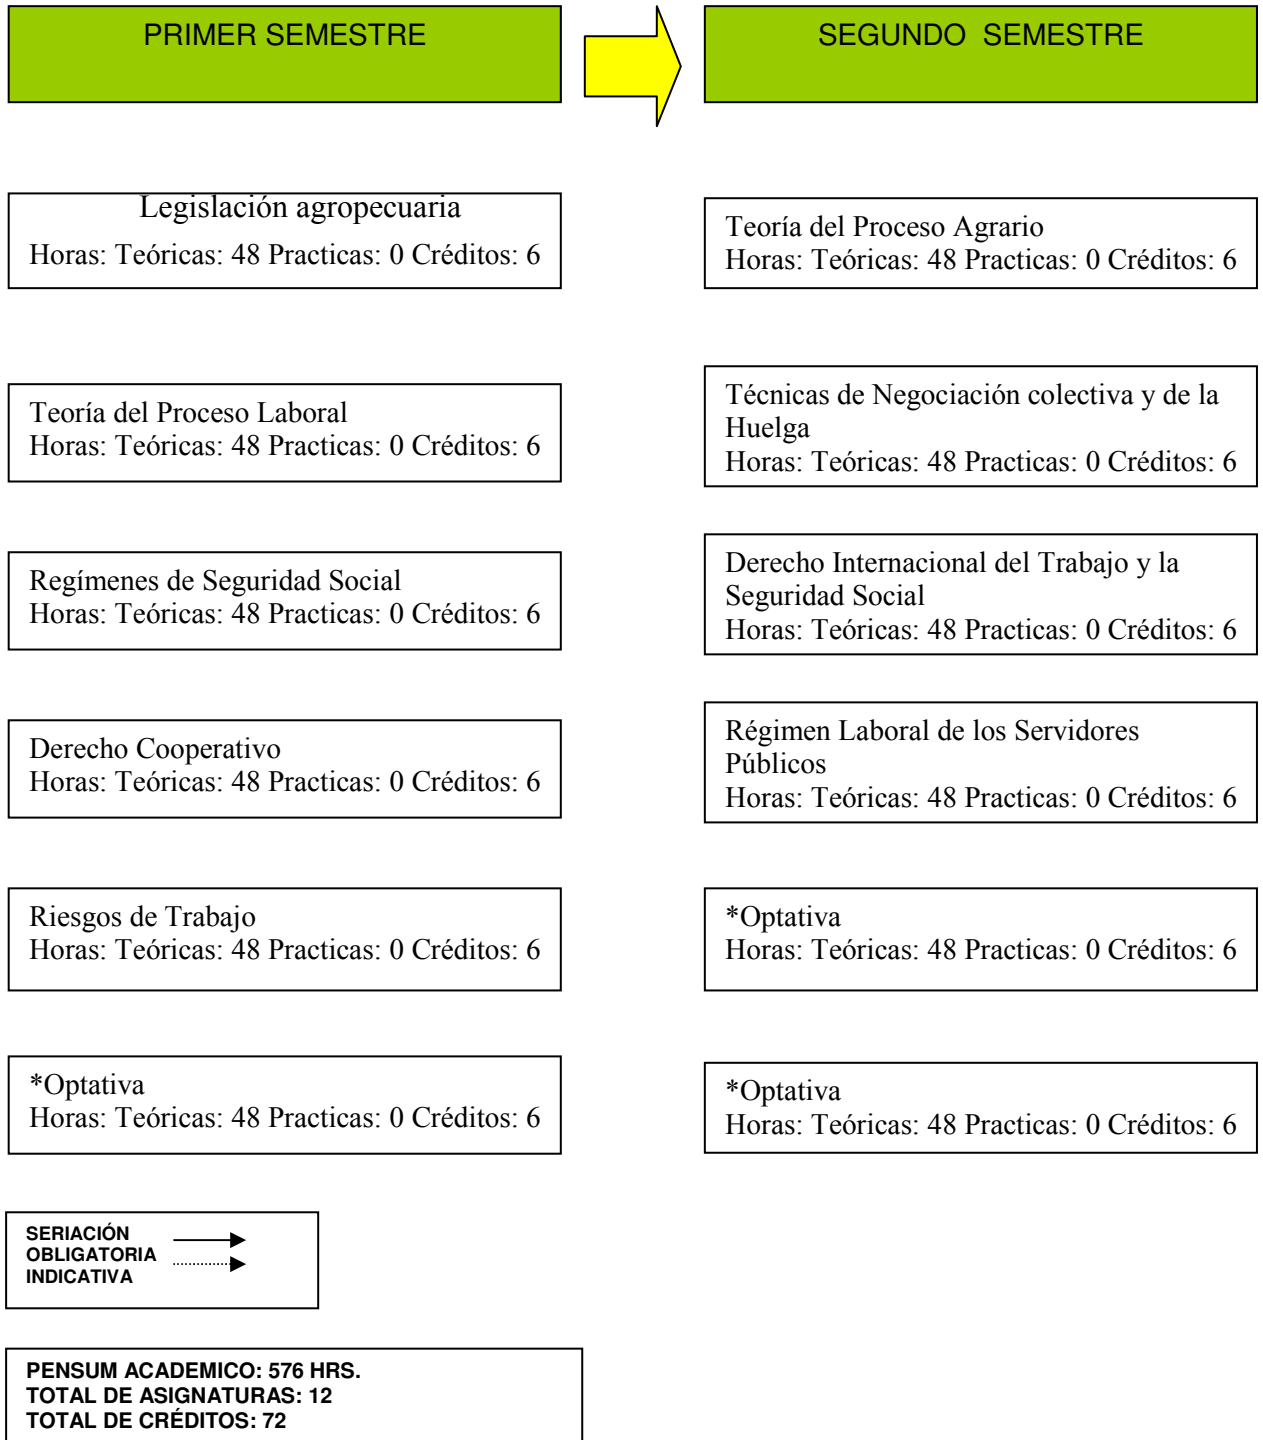 PRIMER SEMESTRE
SEGUNDO SEMESTRE
Legislación agropecuaria
Horas: Teóricas: 48 Practicas: 0 Créditos: 6
Teoría del Proceso Agrario
Horas: Teóricas: 48 Practicas: 0 Créditos: 6
Teoría del Proceso Laboral
Horas: Teóricas: 48 Practicas: 0 Créditos: 6
Técnicas de Negociación colectiva y de la
Huelga
Horas: Teóricas: 48 Practicas: 0 Créditos: 6
Regímenes de Seguridad Social
Horas: Teóricas: 48 Practicas: 0 Créditos: 6
Derecho Internacional del Trabajo y la
Seguridad Social
Horas: Teóricas: 48 Practicas: 0 Créditos: 6
Derecho Cooperativo
Horas: Teóricas: 48 Practicas: 0 Créditos: 6
Régimen Laboral de los Servidores
Públicos
Horas: Teóricas: 48 Practicas: 0 Créditos: 6
Riesgos de Trabajo
Horas: Teóricas: 48 Practicas: 0 Créditos: 6
*Optativa
Horas: Teóricas: 48 Practicas: 0 Créditos: 6
*Optativa
Horas: Teóricas: 48 Practicas: 0 Créditos: 6
*Optativa
Horas: Teóricas: 48 Practicas: 0 Créditos: 6
SERIACIÓN
OBLIGATORIA
INDICATIVA
PENSUM ACADEMICO: 576 HRS.
TOTAL DE ASIGNATURAS: 12
TOTAL DE CRÉDITOS: 72